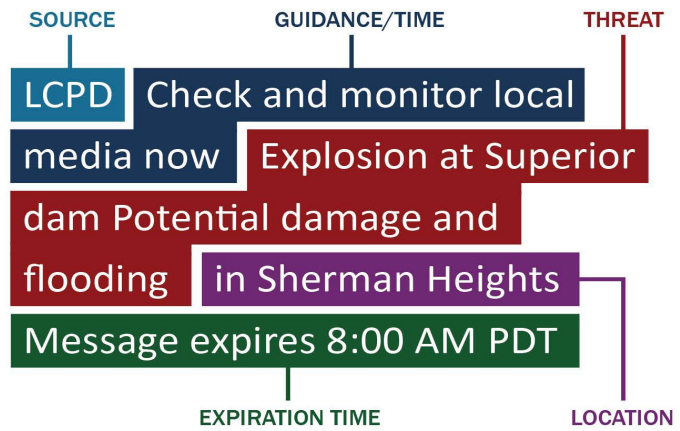 SOURCE GUIDANCE/TIME THREAT
LCPD Check and monitor local
media now Explosion at Superior
dam Potential damage and
flooding in Sherman Heights
Message expires 8:00 AM PDT
EXPIRATION TIME LOCATION